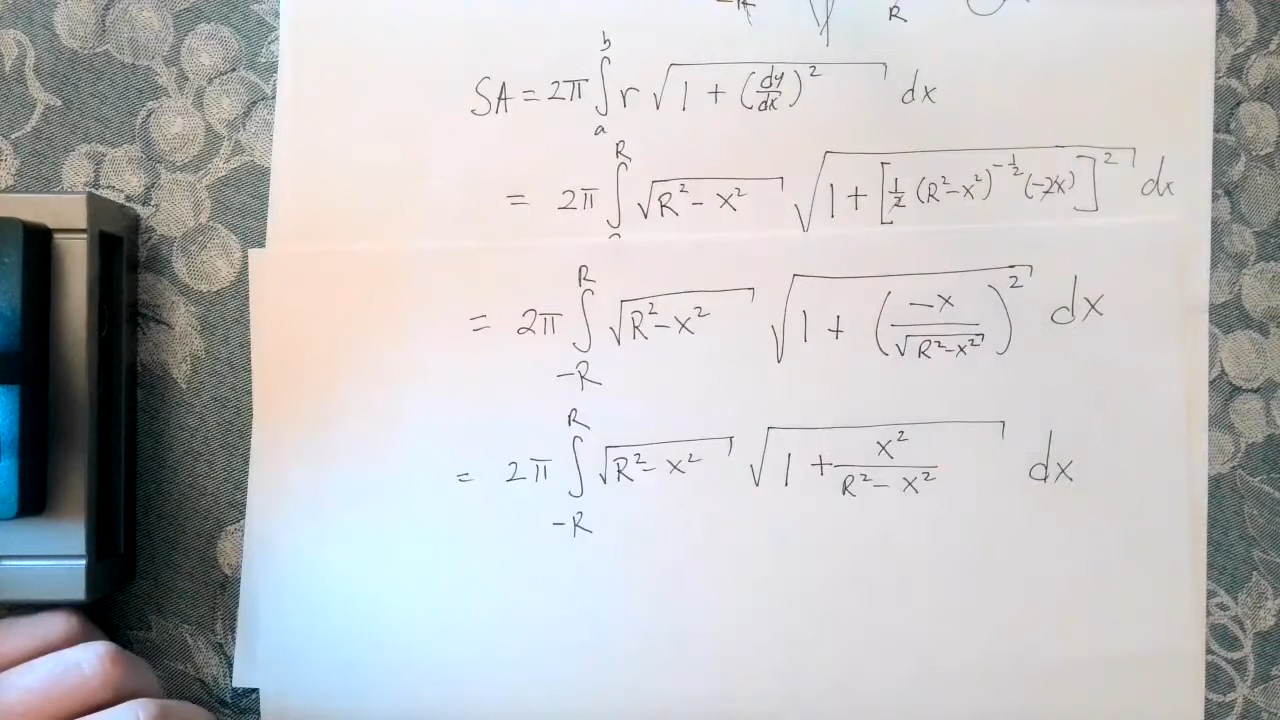 -R R
SA = 2π ∫_a^b r √(1 + (dy/dx)²) dx
= 2π ∫^R √(R² - x²) √(1 + [1/2 (R² - x²)^(-1/2) (-2x)]²) dx
= 2π ∫_{-R}^R √(R² - x²) √(1 + (-x/√(R² - x²))²) dx
= 2π ∫_{-R}^R √(R² - x²) √(1 + x²/(R² - x²)) dx